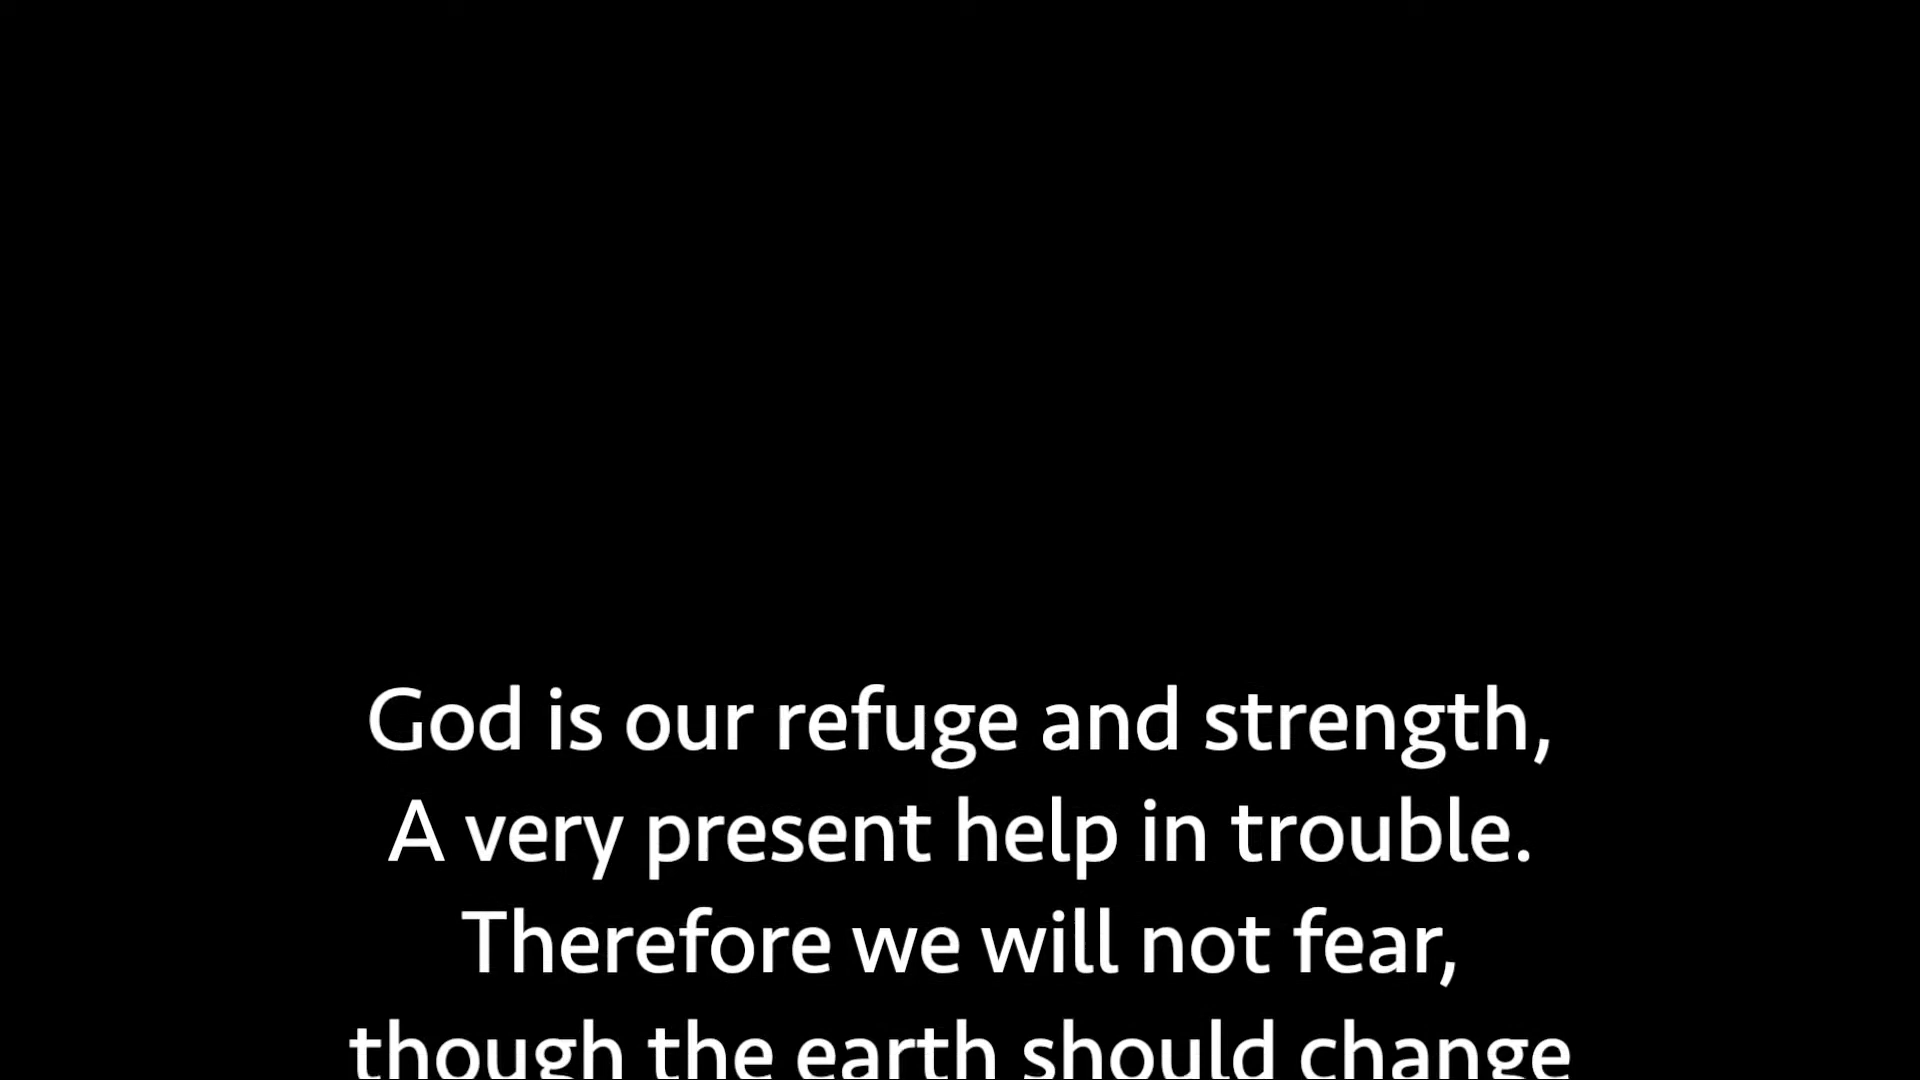 God is our refuge and strength,
A very present help in trouble.
Therefore we will not fear,
though the earth should change